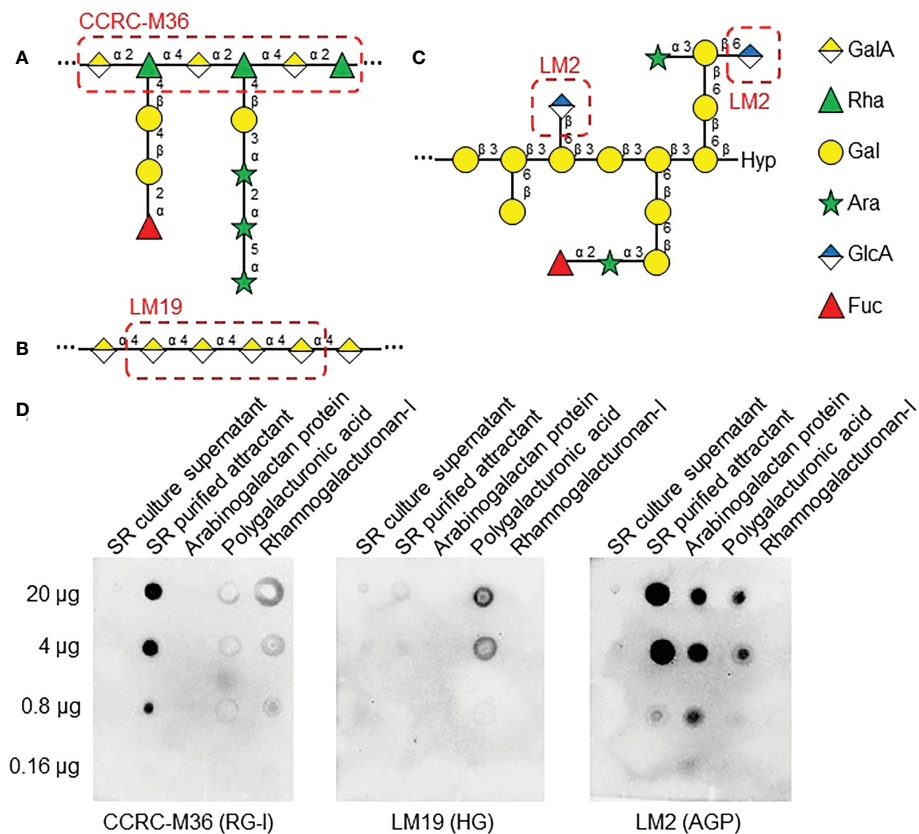 CCRC-M36
A
... α 2 α 4 α 2 α 4 α 2 ...
4 4
β β
4 3
β α
2 2
α α
5
α
B
LM19
... α 4 α 4 α 4 α 4 α 4 ...
C
α 3 β 6
LM2
LM2
6
β
β
6
6
β
... β 3 β 3 β 3 β 3 β 3 β Hyp
6 6
β β
6
β
α 2 α 3
GalA
Rha
Gal
Ara
GlcA
Fuc
D
SR culture supernatant
SR purified attractant
Arabinogalactan protein
Polygalacturonic acid
Rhamnogalacturonan-I
SR culture supernatant
SR purified attractant
Arabinogalactan protein
Polygalacturonic acid
Rhamnogalacturonan-I
SR culture supernatant
SR purified attractant
Arabinogalactan protein
Polygalacturonic acid
Rhamnogalacturonan-I
20 µg
4 µg
0.8 µg
0.16 µg
CCRC-M36 (RG-I)
LM19 (HG)
LM2 (AGP)